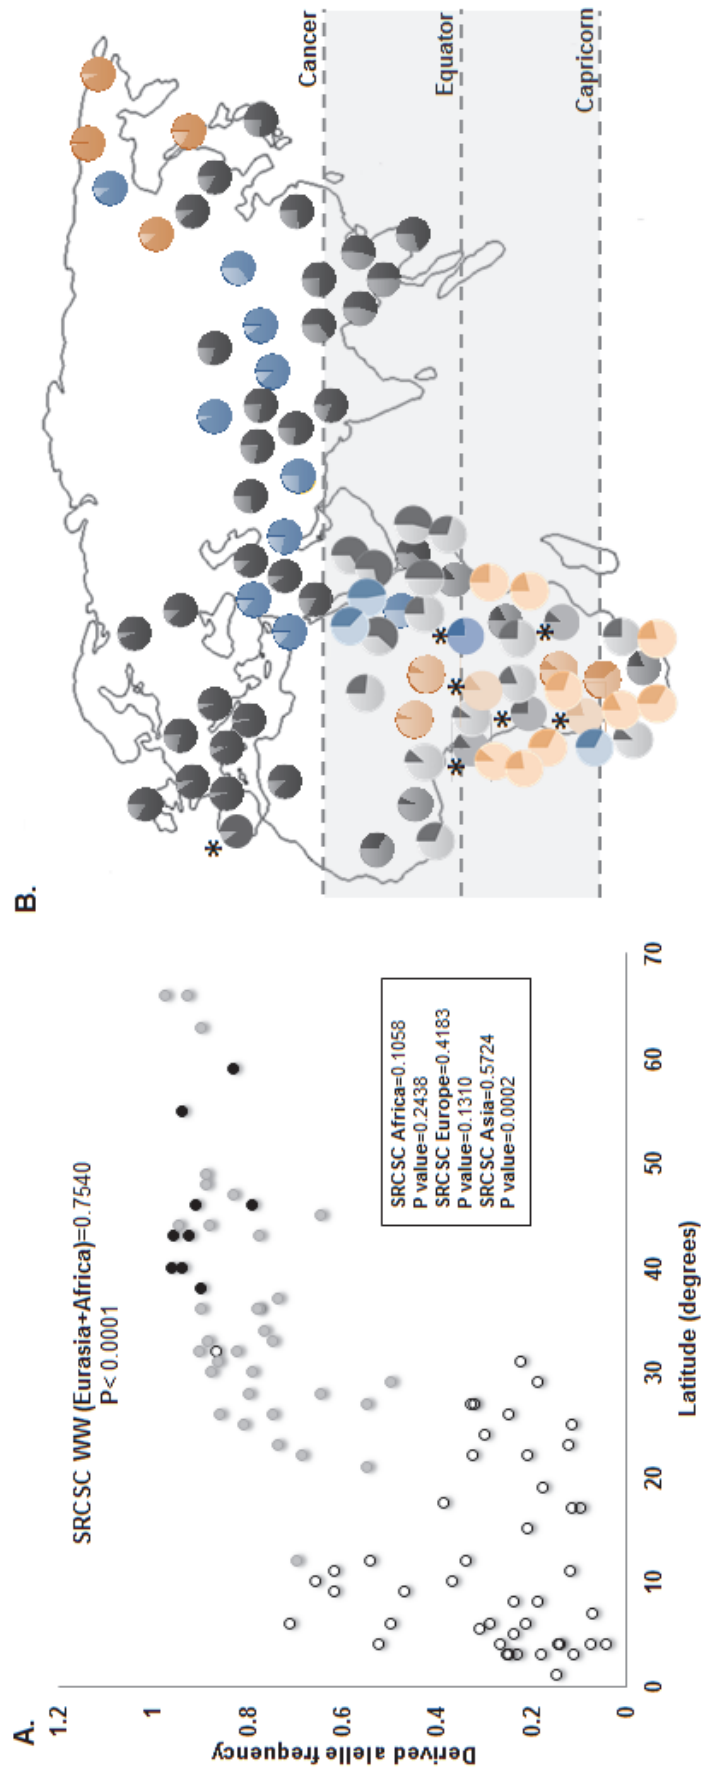 A.
SRCSC WW (Eurasia+Africa)=0.7540
P< 0.0001
1.2
1
0.8
0.6
0.4
0.2
0
Derived alelle frequency
SRCSC Africa=0.1058
P value=0.2438
SRCSC Europe=0.4183
P value=0.1310
SRCSC Asia=0.5724
P value=0.0002
0 10 20 30 40 50 60 70
Latitude (degrees)
B.
*
Cancer
Equator
Capricorn
* * * * * *